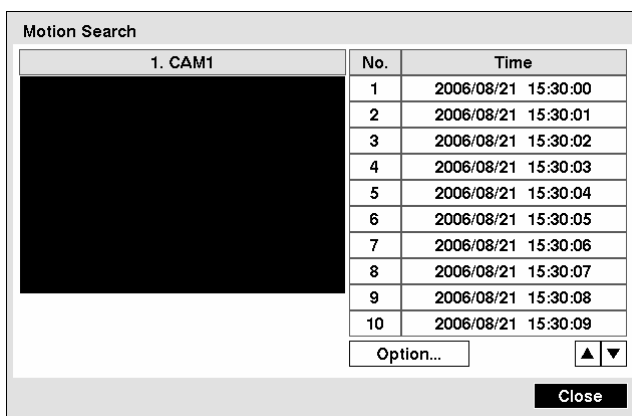 Motion Search
1. CAM1
No. Time
1 2006/08/21 15:30:00
2 2006/08/21 15:30:01
3 2006/08/21 15:30:02
4 2006/08/21 15:30:03
5 2006/08/21 15:30:04
6 2006/08/21 15:30:05
7 2006/08/21 15:30:06
8 2006/08/21 15:30:07
9 2006/08/21 15:30:08
10 2006/08/21 15:30:09
Option...
Close